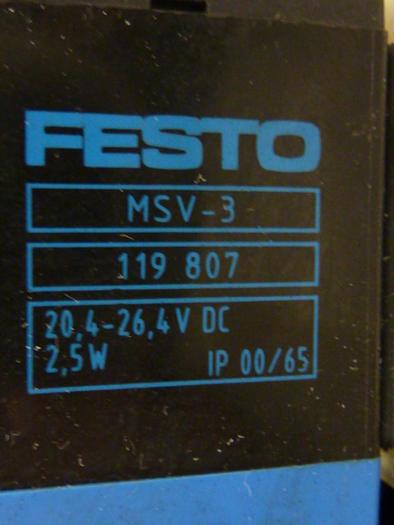 FESTO
MSV-3
119 807
20,4-26,4V DC
2,5W IP 00/65